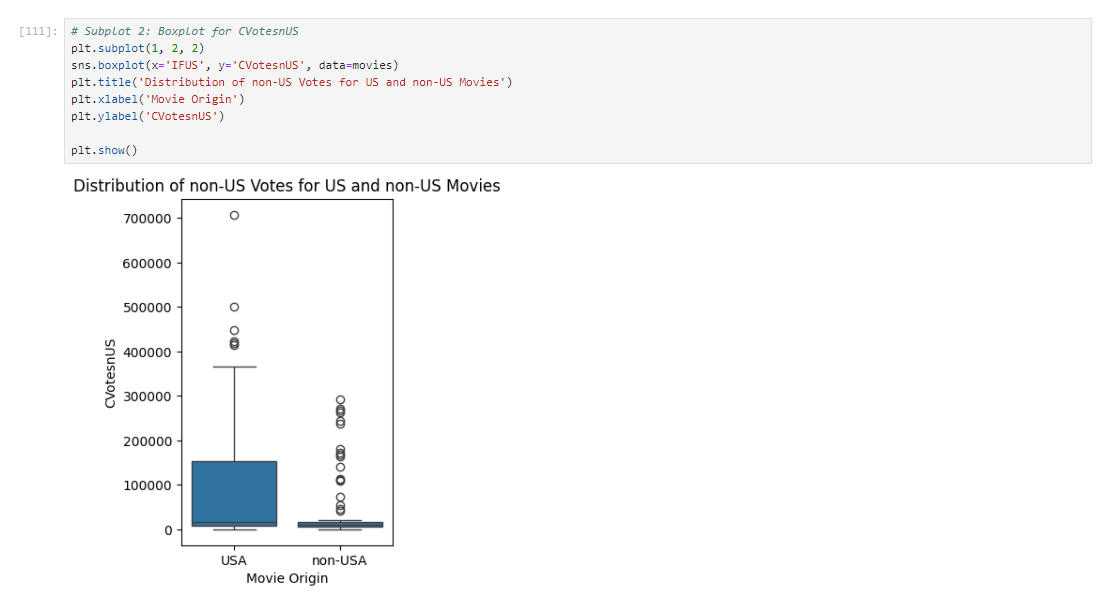 [111]:
# Subplot 2: Boxplot for CVotesnUS
plt.subplot(1, 2, 2)
sns.boxplot(x='IFUS', y='CVotesnUS', data=movies)
plt.title('Distribution of non-US Votes for US and non-US Movies')
plt.xlabel('Movie Origin')
plt.ylabel('CVotesnUS')
plt.show()
Distribution of non-US Votes for US and non-US Movies
700000
600000
500000
400000
300000
200000
100000
0
CVotesnUS
USA
non-USA
Movie Origin